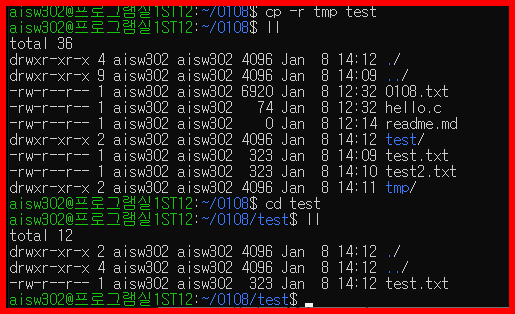 aisw302@프로그램실1ST12:~/0108$ cp -r tmp test
aisw302@프로그램실1ST12:~/0108$ ll
total 36
drwxr-xr-x 4 aisw302 aisw302 4096 Jan  8 14:12 ./
drwxr-xr-x 9 aisw302 aisw302 4096 Jan  8 14:09 ../
-rw-r--r-- 1 aisw302 aisw302 6920 Jan  8 12:32 0108.txt
-rw-r--r-- 1 aisw302 aisw302   74 Jan  8 12:32 hello.c
-rw-r--r-- 1 aisw302 aisw302    0 Jan  8 12:14 readme.md
drwxr-xr-x 2 aisw302 aisw302 4096 Jan  8 14:12 test/
-rw-r--r-- 1 aisw302 aisw302  323 Jan  8 14:09 test.txt
-rw-r--r-- 1 aisw302 aisw302  323 Jan  8 14:10 test2.txt
drwxr-xr-x 2 aisw302 aisw302 4096 Jan  8 14:11 tmp/
aisw302@프로그램실1ST12:~/0108$ cd test
aisw302@프로그램실1ST12:~/0108/test$ ll
total 12
drwxr-xr-x 2 aisw302 aisw302 4096 Jan  8 14:12 ./
drwxr-xr-x 4 aisw302 aisw302 4096 Jan  8 14:12 ../
-rw-r--r-- 1 aisw302 aisw302  323 Jan  8 14:12 test.txt
aisw302@프로그램실1ST12:~/0108/test$